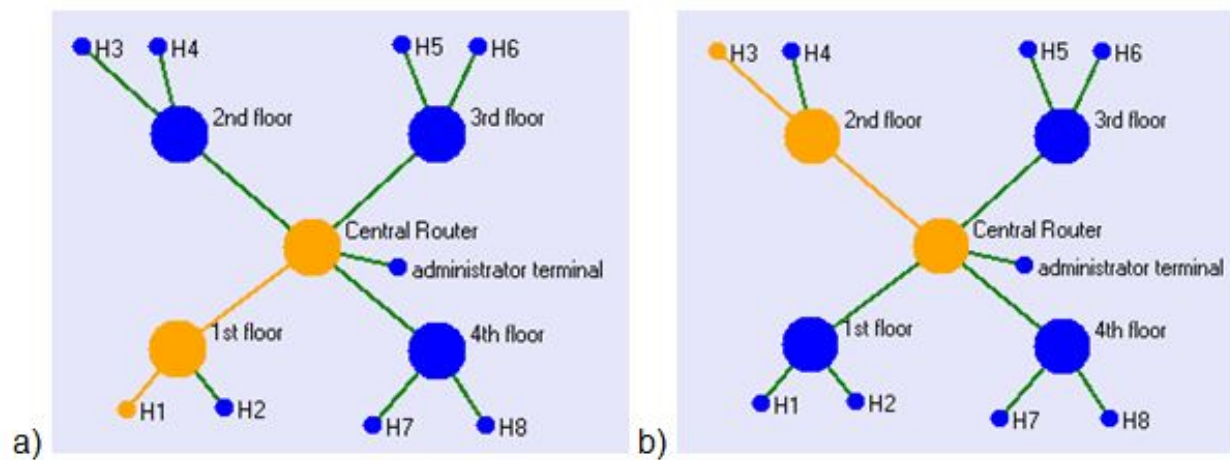 H3
H4
H5
H6
2nd floor
3rd floor
Central Router
administrator terminal
1st floor
4th floor
H1
H2
H7
H8
a)
H3
H4
H5
H6
2nd floor
3rd floor
Central Router
administrator terminal
1st floor
4th floor
H1
H2
H7
H8
b)